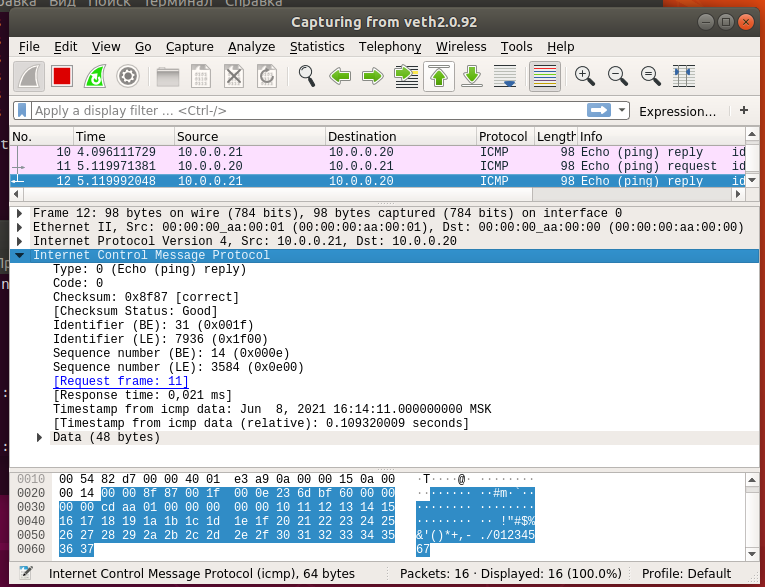 равка Вид Поиск Терминал Справка
Capturing from veth2.0.92
File Edit View Go Capture Analyze Statistics Telephony Wireless Tools Help
Apply a display filter ... <Ctrl-/> Expression... +
No. Time Source Destination Protocol Length Info
10 4.096111729 10.0.0.21 10.0.0.20 ICMP 98 Echo (ping) reply id
11 5.119971381 10.0.0.20 10.0.0.21 ICMP 98 Echo (ping) request id
12 5.119992048 10.0.0.21 10.0.0.20 ICMP 98 Echo (ping) reply id
Frame 12: 98 bytes on wire (784 bits), 98 bytes captured (784 bits) on interface 0
Ethernet II, Src: 00:00:00_aa:00:01 (00:00:00:aa:00:01), Dst: 00:00:00_aa:00:00 (00:00:00:aa:00:00)
Internet Protocol Version 4, Src: 10.0.0.21, Dst: 10.0.0.20
Internet Control Message Protocol
Type: 0 (Echo (ping) reply)
Code: 0
Checksum: 0x8f87 [correct]
[Checksum Status: Good]
Identifier (BE): 31 (0x001f)
Identifier (LE): 7936 (0x1f00)
Sequence number (BE): 14 (0x000e)
Sequence number (LE): 3584 (0x0e00)
[Request frame: 11]
[Response time: 0,021 ms]
Timestamp from icmp data: Jun  8, 2021 16:14:11.000000000 MSK
[Timestamp from icmp data (relative): 0.109320009 seconds]
Data (48 bytes)
0010 00 54 82 d7 00 00 40 01 e3 a9 0a 00 00 15 0a 00 ·T····@· ········
0020 00 14 00 00 8f 87 00 1f 00 0e 23 6d bf 60 00 00 ········ ··#m·`··
0030 00 00 cd aa 01 00 00 00 00 00 10 11 12 13 14 15 ········ ········
0040 16 17 18 19 1a 1b 1c 1d 1e 1f 20 21 22 23 24 25 ········ ·· !"#$%
0050 26 27 28 29 2a 2b 2c 2d 2e 2f 30 31 32 33 34 35 &'()*+,- ./012345
0060 36 37 67
Internet Control Message Protocol (icmp), 64 bytes Packets: 16 · Displayed: 16 (100.0%) Profile: Default